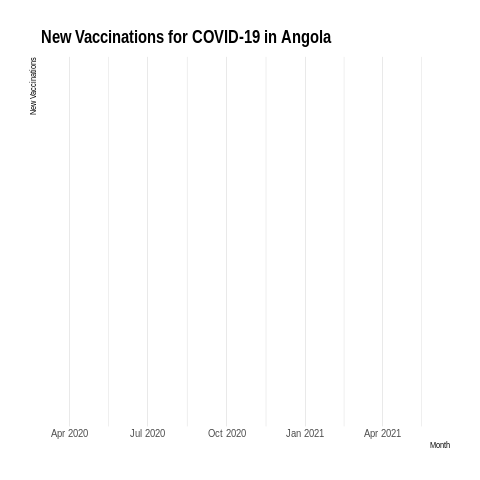 New Vaccinations for COVID-19 in Angola
New Vaccinations
Apr 2020 Jul 2020 Oct 2020 Jan 2021 Apr 2021
Month